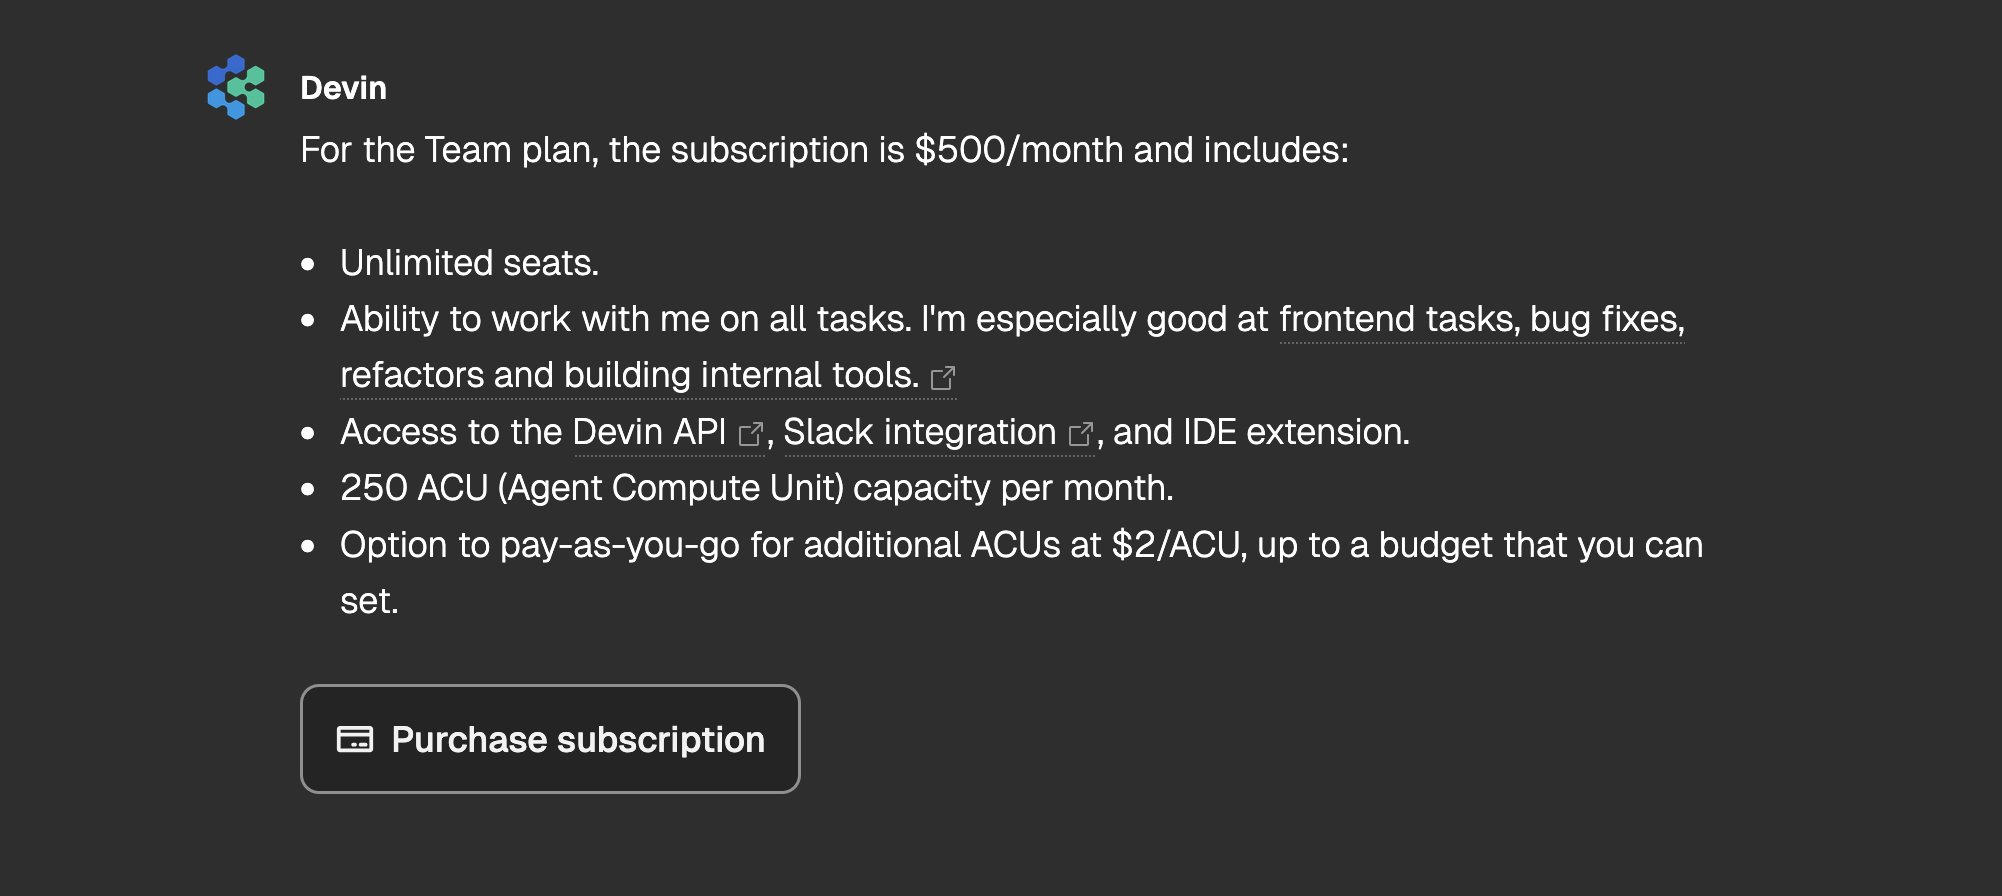 Devin
For the Team plan, the subscription is $500/month and includes:
• Unlimited seats.
• Ability to work with me on all tasks. I'm especially good at frontend tasks, bug fixes,
refactors and building internal tools.
• Access to the Devin API, Slack integration, and IDE extension.
• 250 ACU (Agent Compute Unit) capacity per month.
• Option to pay-as-you-go for additional ACUs at $2/ACU, up to a budget that you can
set.
Purchase subscription